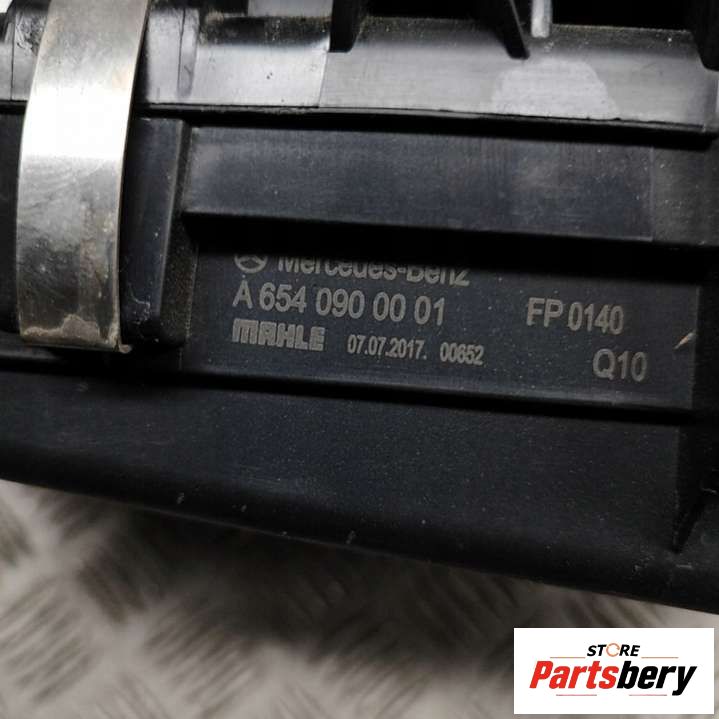 Mercedes-Benz
A 654 090 00 01
FP 0140
MAHLE 07.07.2017. 00652
Q10
STORE
Partsbery